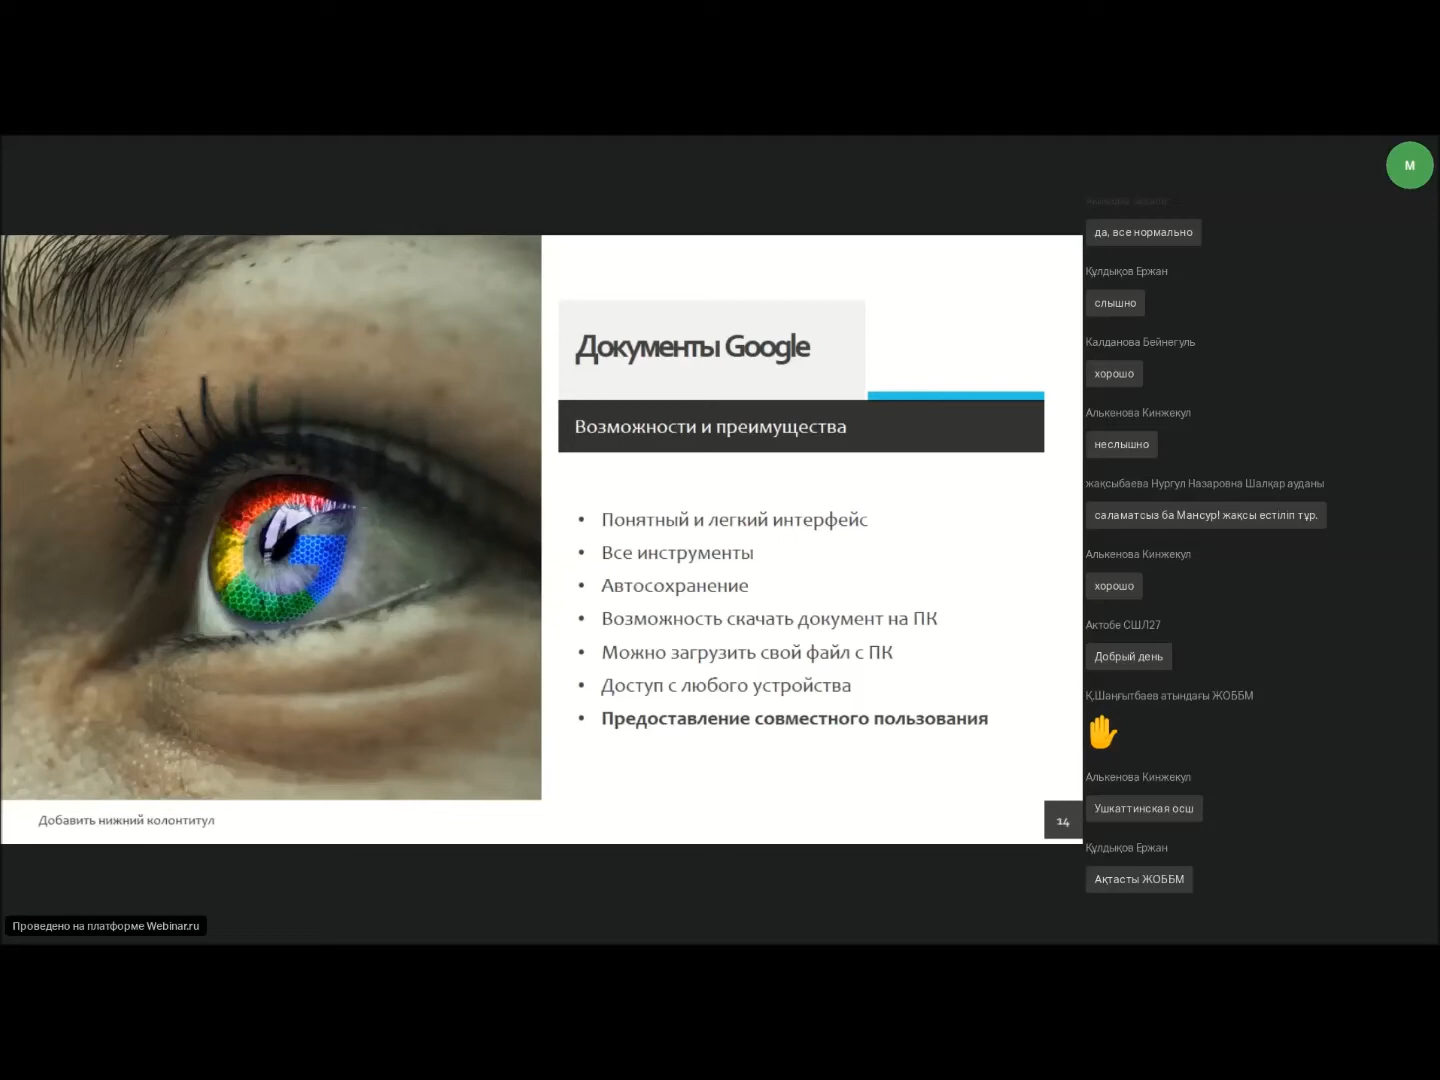 Документы Google
Возможности и преимущества
• Понятный и легкий интерфейс
• Все инструменты
• Автосохранение
• Возможность скачать документ на ПК
• Можно загрузить свой файл с ПК
• Доступ с любого устройства
• Предоставление совместного пользования
Добавить нижний колонтитул
14
Проведено на платформе Webinar.ru
М
да, все нормально
Құлдықов Ержан
слышно
Калданова Бейнегуль
хорошо
Алькенова Кинжекул
неслышно
жақсыбаева Нургул Назаровна Шалқар ауданы
саламатсыз ба Мансур! жақсы естіліп тұр.
Алькенова Кинжекул
хорошо
Актобе СШЛ27
Добрый день
Қ.Шаңғытбаев атындағы ЖОББМ
Алькенова Кинжекул
Ушкаттинская осш
Құлдықов Ержан
Ақтасты ЖОББМ